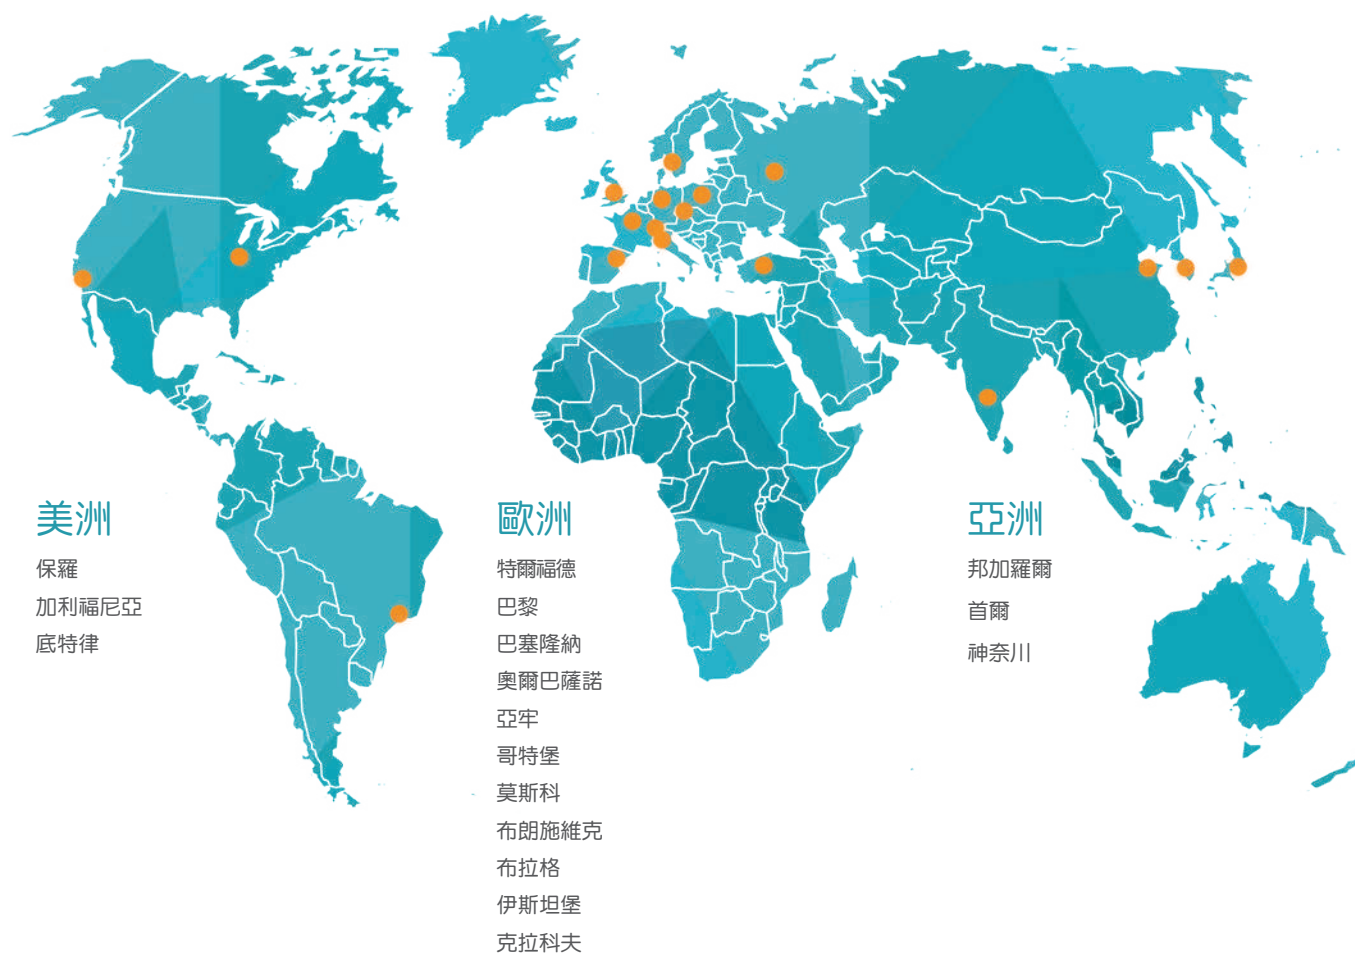 美洲
保羅
加利福尼亞
底特律
歐洲
特爾福德
巴黎
巴塞隆納
奧爾巴薩諾
亞牢
哥特堡
莫斯科
布朗施維克
布拉格
伊斯坦堡
克拉科夫
亞洲
邦加羅爾
首爾
神奈川